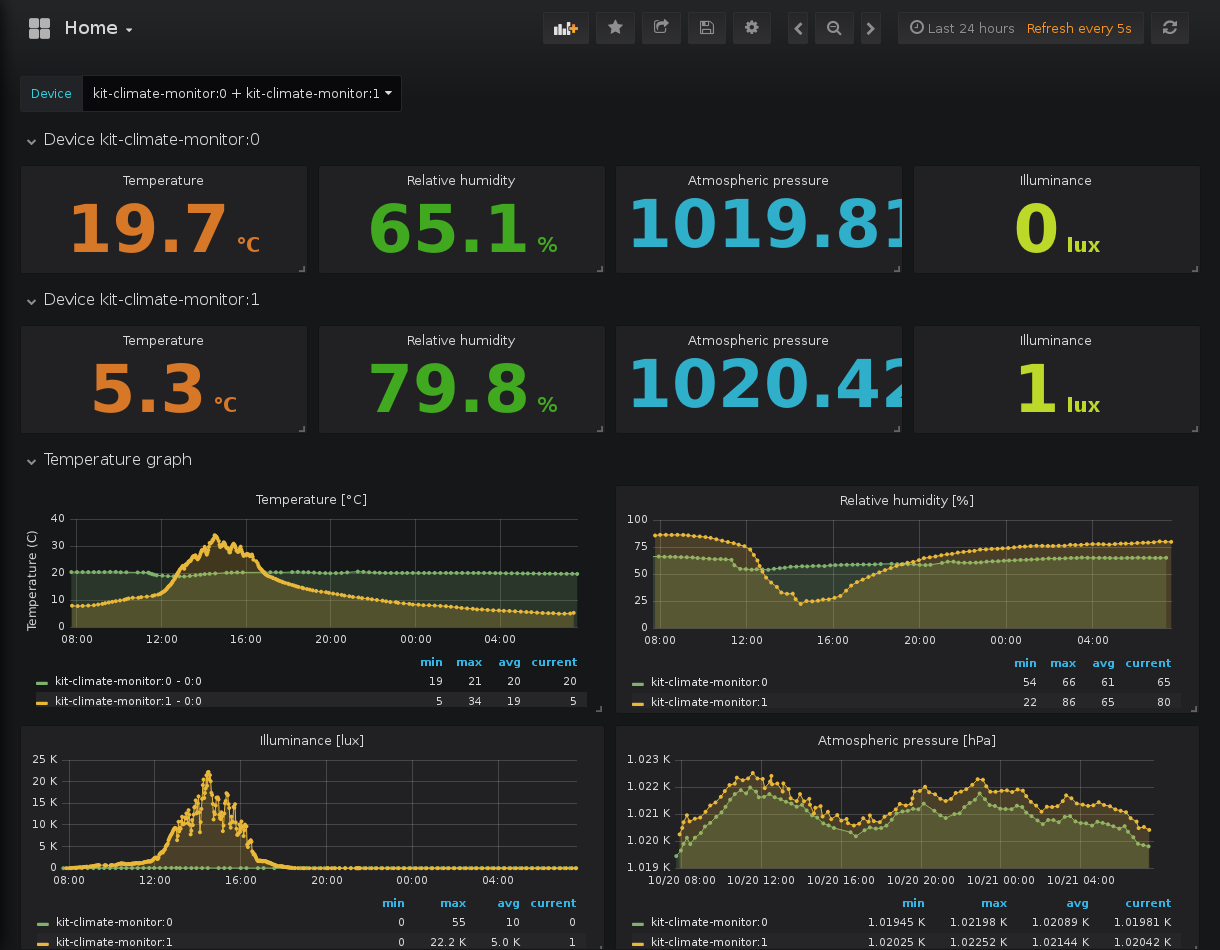 Home
Last 24 hours Refresh every 5s
Device kit-climate-monitor:0 + kit-climate-monitor:1
Device kit-climate-monitor:0
Temperature Relative humidity Atmospheric pressure Illuminance
19.7 °C 65.1 % 1019.81 0 lux
Device kit-climate-monitor:1
Temperature Relative humidity Atmospheric pressure Illuminance
5.3 °C 79.8 % 1020.42 1 lux
Temperature graph
Temperature [°C]
Temperature (C)
40
30
20
10
0
08:00 12:00 16:00 20:00 00:00 04:00
min max avg current
kit-climate-monitor:0 - 0:0 19 21 20 20
kit-climate-monitor:1 - 0:0 5 34 19 5
Relative humidity [%]
100
75
50
25
0
08:00 12:00 16:00 20:00 00:00 04:00
min max avg current
kit-climate-monitor:0 54 66 61 65
kit-climate-monitor:1 22 86 65 80
Illuminance [lux]
25 K
20 K
15 K
10 K
5 K
0
08:00 12:00 16:00 20:00 00:00 04:00
min max avg current
kit-climate-monitor:0 0 55 10 0
kit-climate-monitor:1 0 22.2 K 5.0 K 1
Atmospheric pressure [hPa]
1.023 K
1.022 K
1.021 K
1.020 K
1.019 K
10/20 08:00 10/20 12:00 10/20 16:00 10/20 20:00 10/21 00:00 10/21 04:00
min max avg current
kit-climate-monitor:0 1.01945 K 1.02198 K 1.02089 K 1.01981 K
kit-climate-monitor:1 1.02025 K 1.02252 K 1.02144 K 1.02042 K